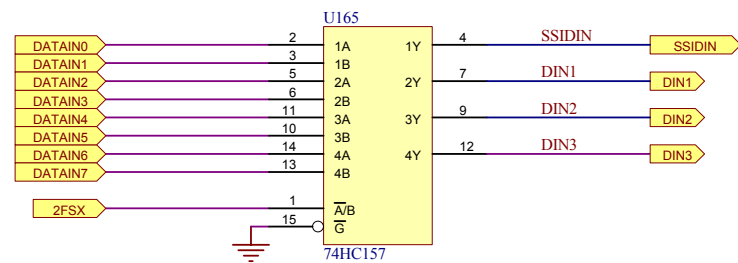 U165
DATAIN0 2 1A 1Y 4 SSIDIN SSIDIN
DATAIN1 3 1B
DATAIN2 5 2A 2Y 7 DIN1 DIN1
DATAIN3 6 2B
DATAIN4 11 3A 3Y 9 DIN2 DIN2
DATAIN5 10 3B
DATAIN6 14 4A 4Y 12 DIN3 DIN3
DATAIN7 13 4B
2FSX 1 A̅/B
15 G̅
74HC157